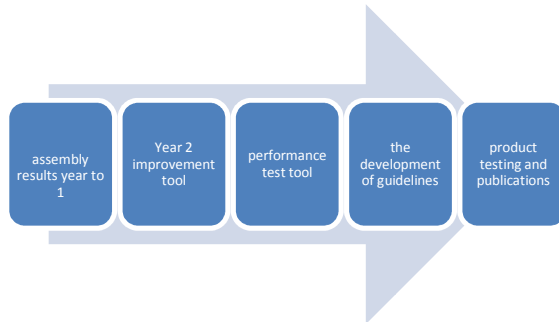 assembly
results year to
1
Year 2
improvement
tool
performance
test tool
the
development
of guidelines
product
testing and
publications